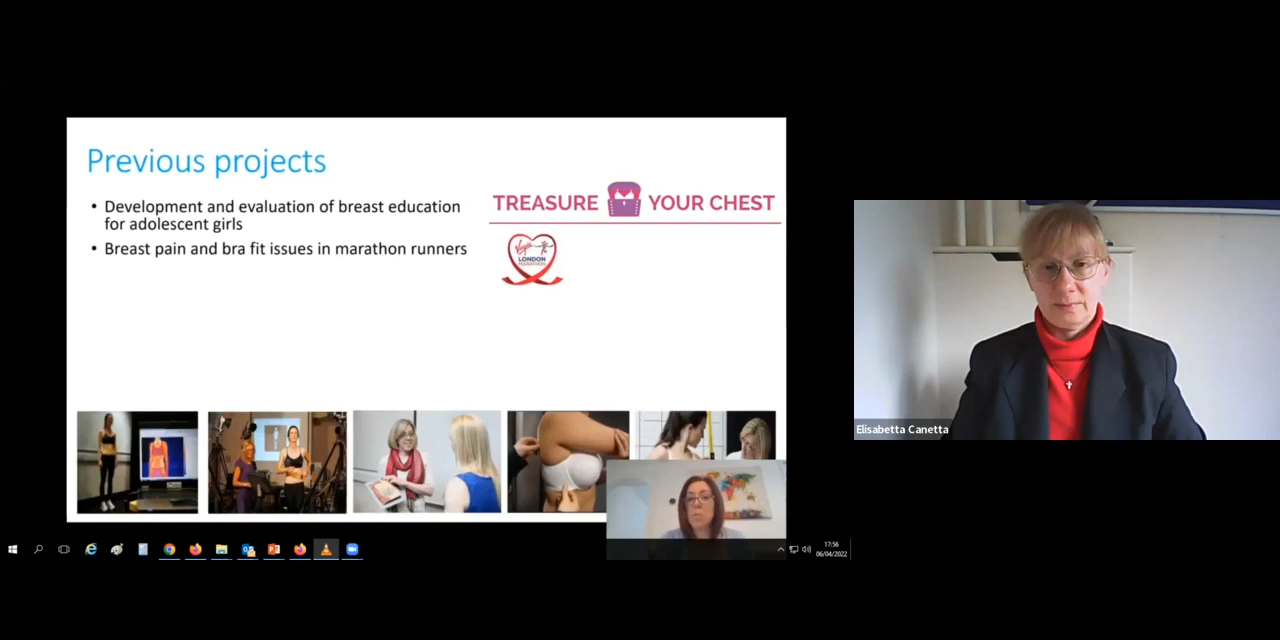 Previous projects
• Development and evaluation of breast education
for adolescent girls
• Breast pain and bra fit issues in marathon runners
TREASURE YOUR CHEST
Virgin
LONDON
MARATHON
Elisabetta Canetta
17:56
06/04/2022